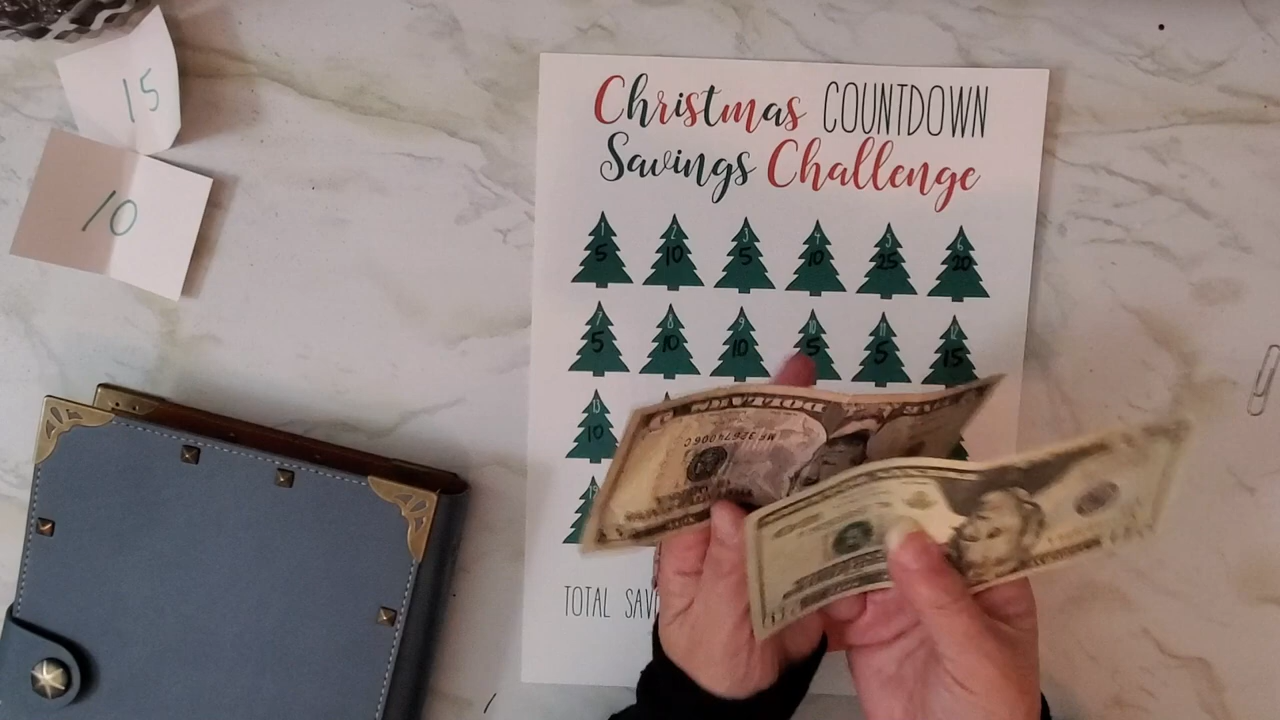 15
10
Christmas COUNTDOWN
Savings Challenge
1 2 3 4 5 6
5 10 5 10 25 20
7 8 9 10 11 12
5 10 10 5 5 15
13
10
19
TOTAL